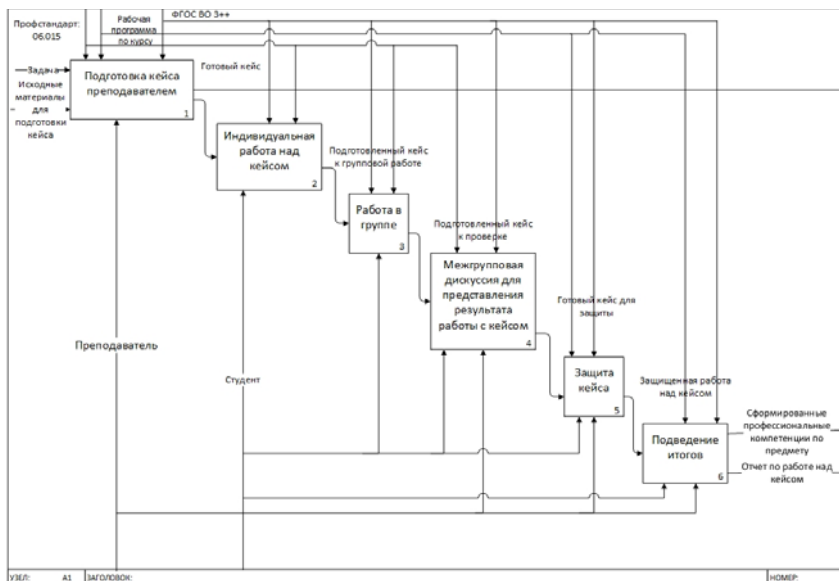 Профстандарт:
06.015
Рабочая
программа
по курсу
ФГОС ВО 3++
Задача
Исходные
материалы
для
подготовки
кейса
Подготовка кейса
преподавателем
1
Готовый кейс
Индивидуальная
работа над
кейсом
2
Подготовленный кейс
к групповой работе
Работа в
группе
3
Подготовленный кейс
к проверке
Межгрупповая
дискуссия для
представления
результата
работы с кейсом
4
Готовый кейс для
защиты
Защита
кейса
5
Защищенная работа
над кейсом
Подведение
итогов
6
Сформированные
профессиональные
компетенции по
предмету
Отчет по работе над
кейсом
Преподаватель
Студент
УЗЕЛ:
А1
ЗАГОЛОВОК:
НОМЕР: